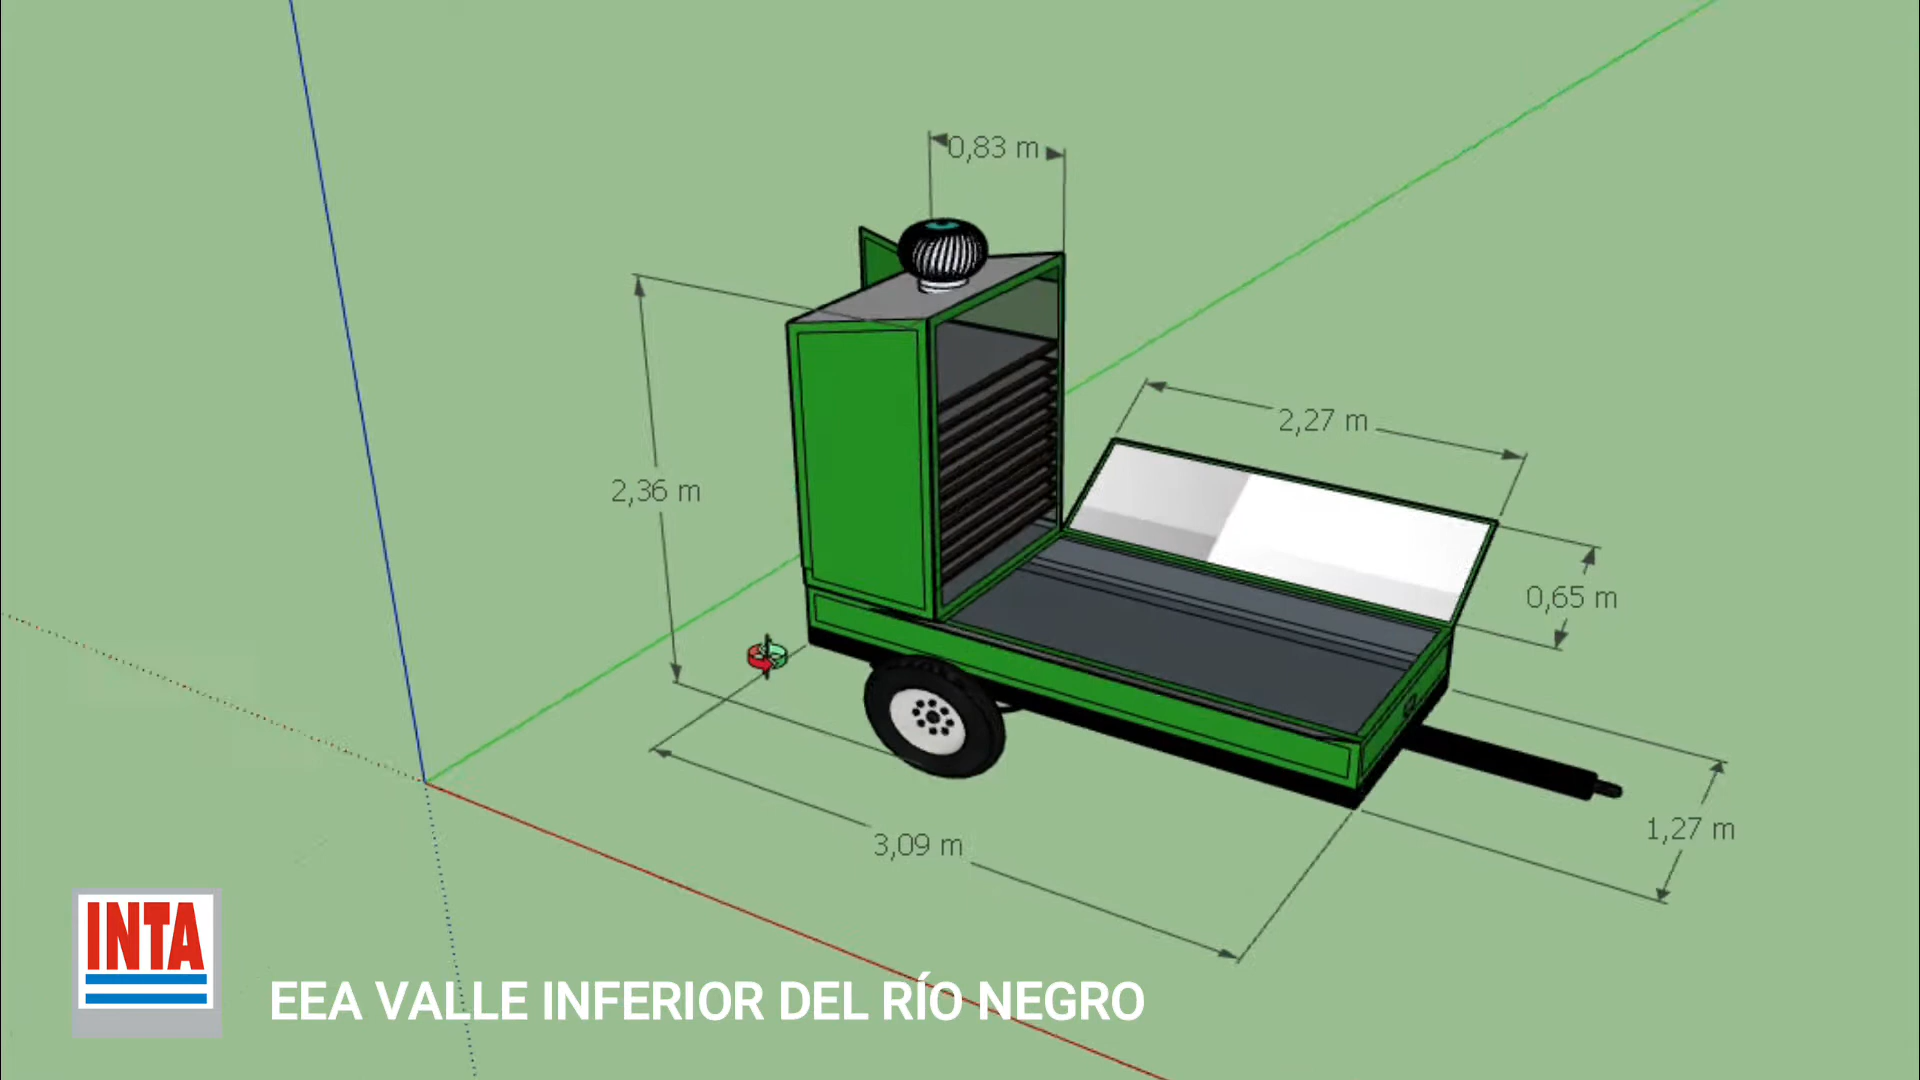 0,83 m
2,27 m
2,36 m
0,65 m
1,27 m
3,09 m
INTA
EEA VALLE INFERIOR DEL RÍO NEGRO